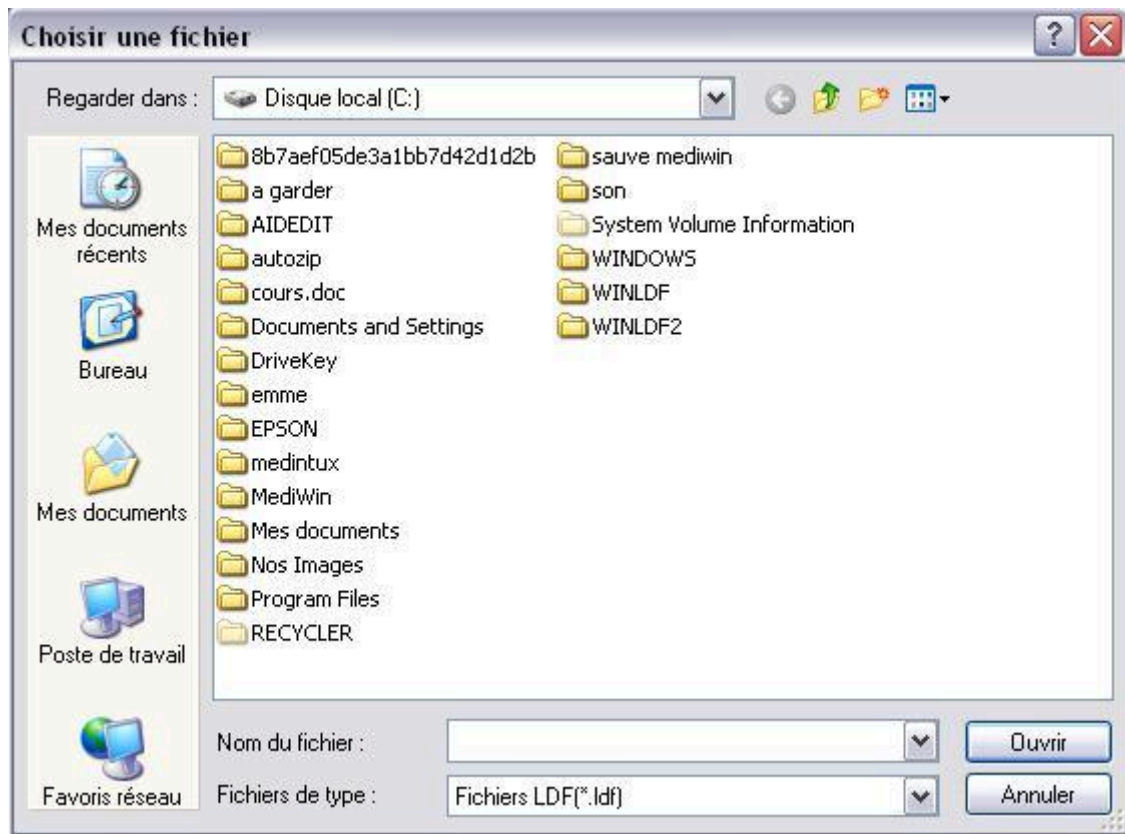 Choisir une fichier
Regarder dans :
Disque local (C:)
Mes documents
récents
Bureau
Mes documents
Poste de travail
Favoris réseau
8b7aef05de3a1bb7d42d1d2b
a garder
AIDEDIT
autozip
cours.doc
Documents and Settings
DriveKey
emme
EPSON
medintux
MediWin
Mes documents
Nos Images
Program Files
RECYCLER
sauve mediwin
son
System Volume Information
WINDOWS
WINLDF
WINLDF2
Nom du fichier :
Ouvrir
Fichiers de type :
Fichiers LDF(*.ldf)
Annuler